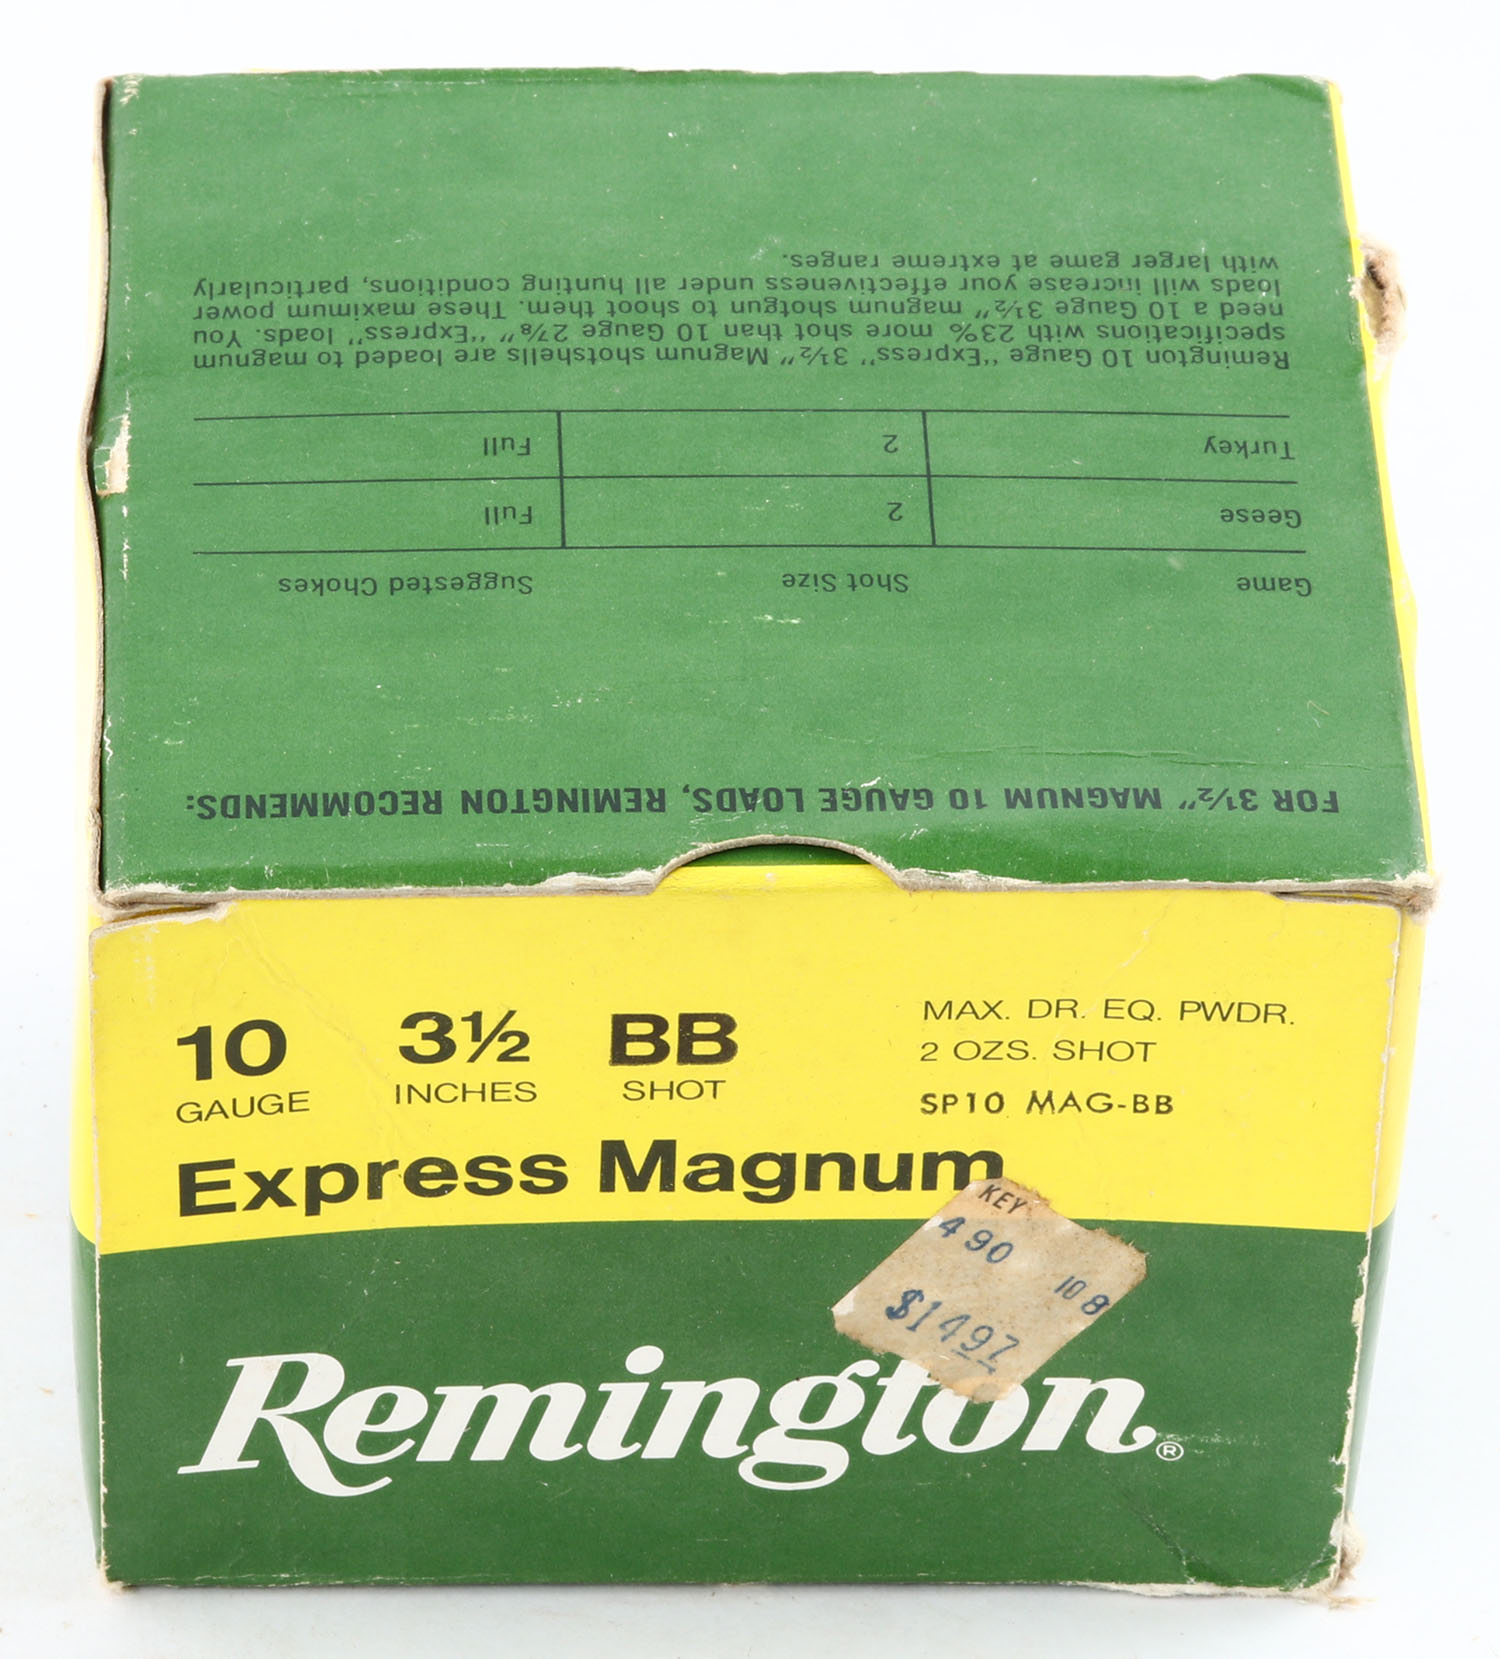 FOR 3½" MAGNUM 10 GAUGE LOADS, REMINGTON RECOMMENDS:
Game Shot Size Suggested Chokes
Geese 2 Full
Turkey 2 Full
Remington 10 Gauge "Express" 3½" Magnum shotshells are loaded to magnum
specifications with 23% more shot than 10 Gauge 2⅞" "Express" loads. You
need a 10 Gauge 3½" magnum shotgun to shoot them. These maximum power
loads will increase your effectiveness under all hunting conditions, particularly
with larger game at extreme ranges.
10 3½ BB
GAUGE INCHES SHOT
MAX. DR. EQ. PWDR.
2 OZS. SHOT
SP10 MAG-BB
Express Magnum
KEY
490
108
$1497
Remington®